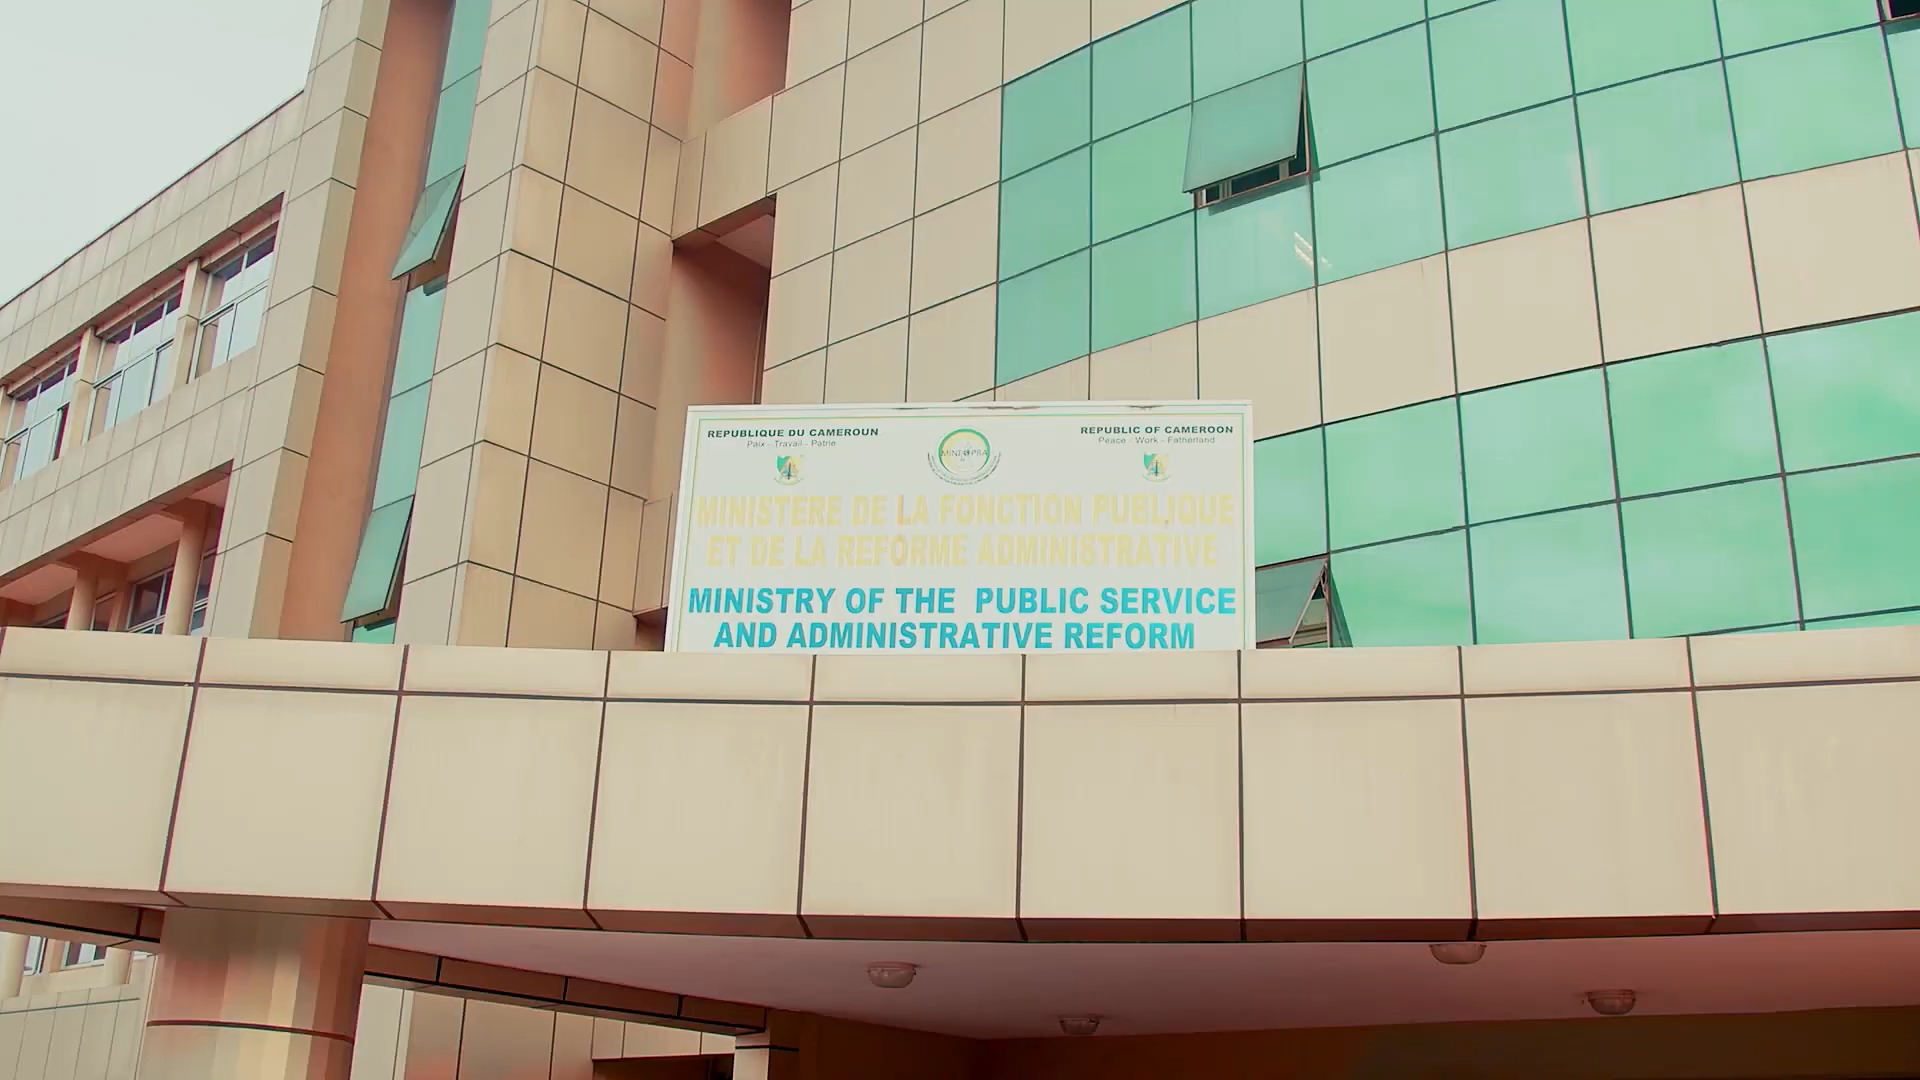 REPUBLIQUE DU CAMEROUN
Paix - Travail - Patrie
REPUBLIC OF CAMEROON
Peace - Work - Fatherland
MINFOPRA
MINISTERE DE LA FONCTION PUBLIQUE
ET DE LA REFORME ADMINISTRATIVE
MINISTRY OF THE PUBLIC SERVICE
AND ADMINISTRATIVE REFORM